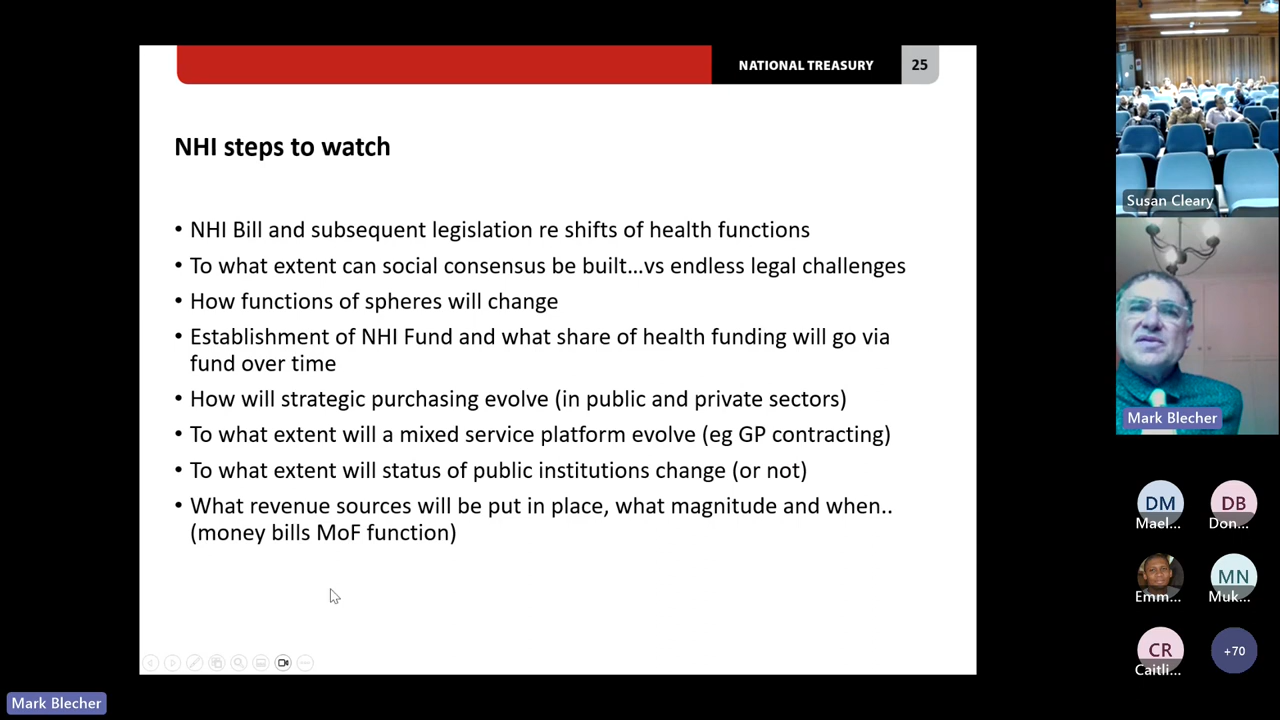 NATIONAL TREASURY
25
NHI steps to watch
• NHI Bill and subsequent legislation re shifts of health functions
• To what extent can social consensus be built…vs endless legal challenges
• How functions of spheres will change
• Establishment of NHI Fund and what share of health funding will go via
fund over time
• How will strategic purchasing evolve (in public and private sectors)
• To what extent will a mixed service platform evolve (eg GP contracting)
• To what extent will status of public institutions change (or not)
• What revenue sources will be put in place, what magnitude and when..
(money bills MoF function)
Susan Cleary
Mark Blecher
DM
DB
Mael...
Don...
MN
Emm...
Muk...
CR
+70
Caitli...
Mark Blecher